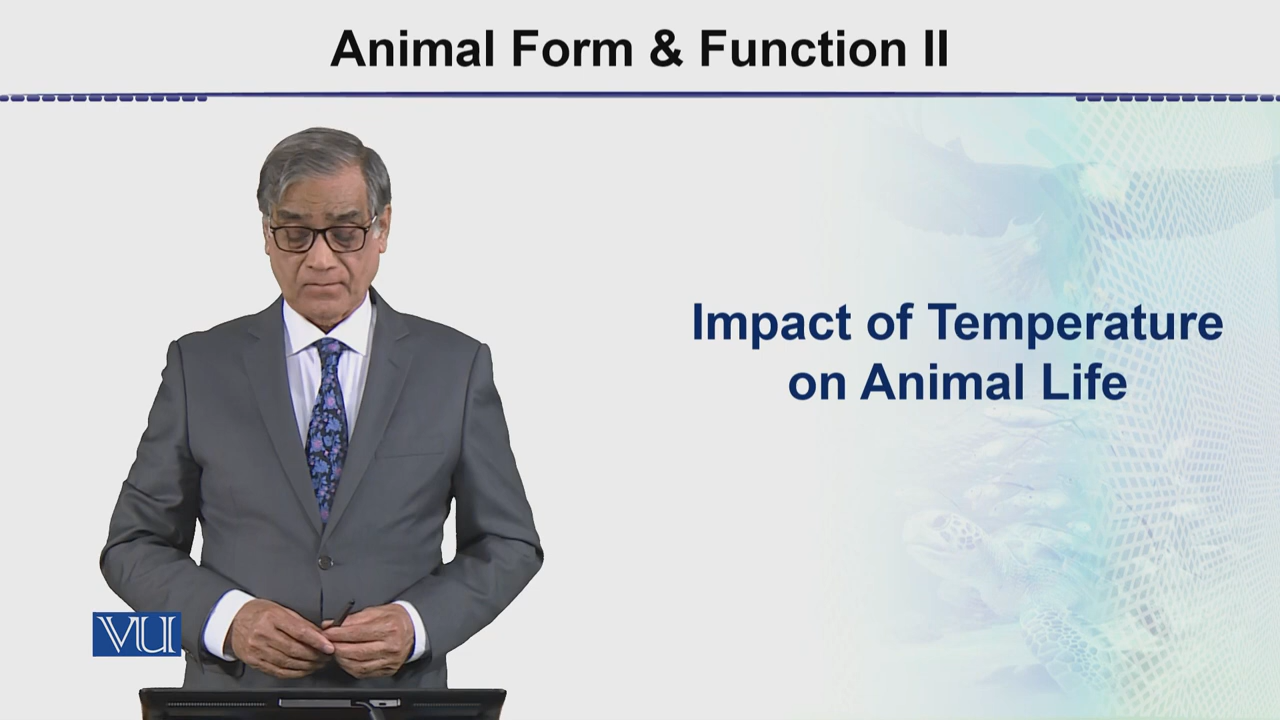 Animal Form & Function II
Impact of Temperature
on Animal Life
VU